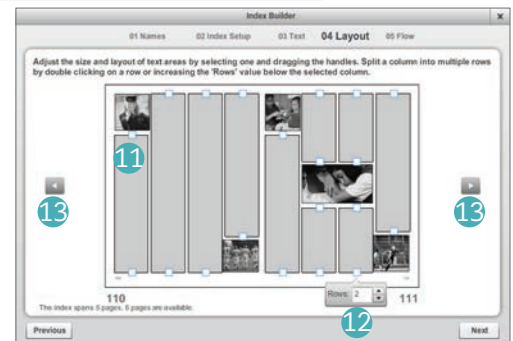 Index Builder x
01 Names 02 Index Setup 03 Text 04 Layout 05 Flow
Adjust the size and layout of text areas by selecting one and dragging the handles. Split a column into multiple rows
by double clicking on a row or increasing the 'Rows' value below the selected column.
11
13 13
110 Rows: 2 111
The index spans 5 pages, 6 pages are available.
12
Previous Next